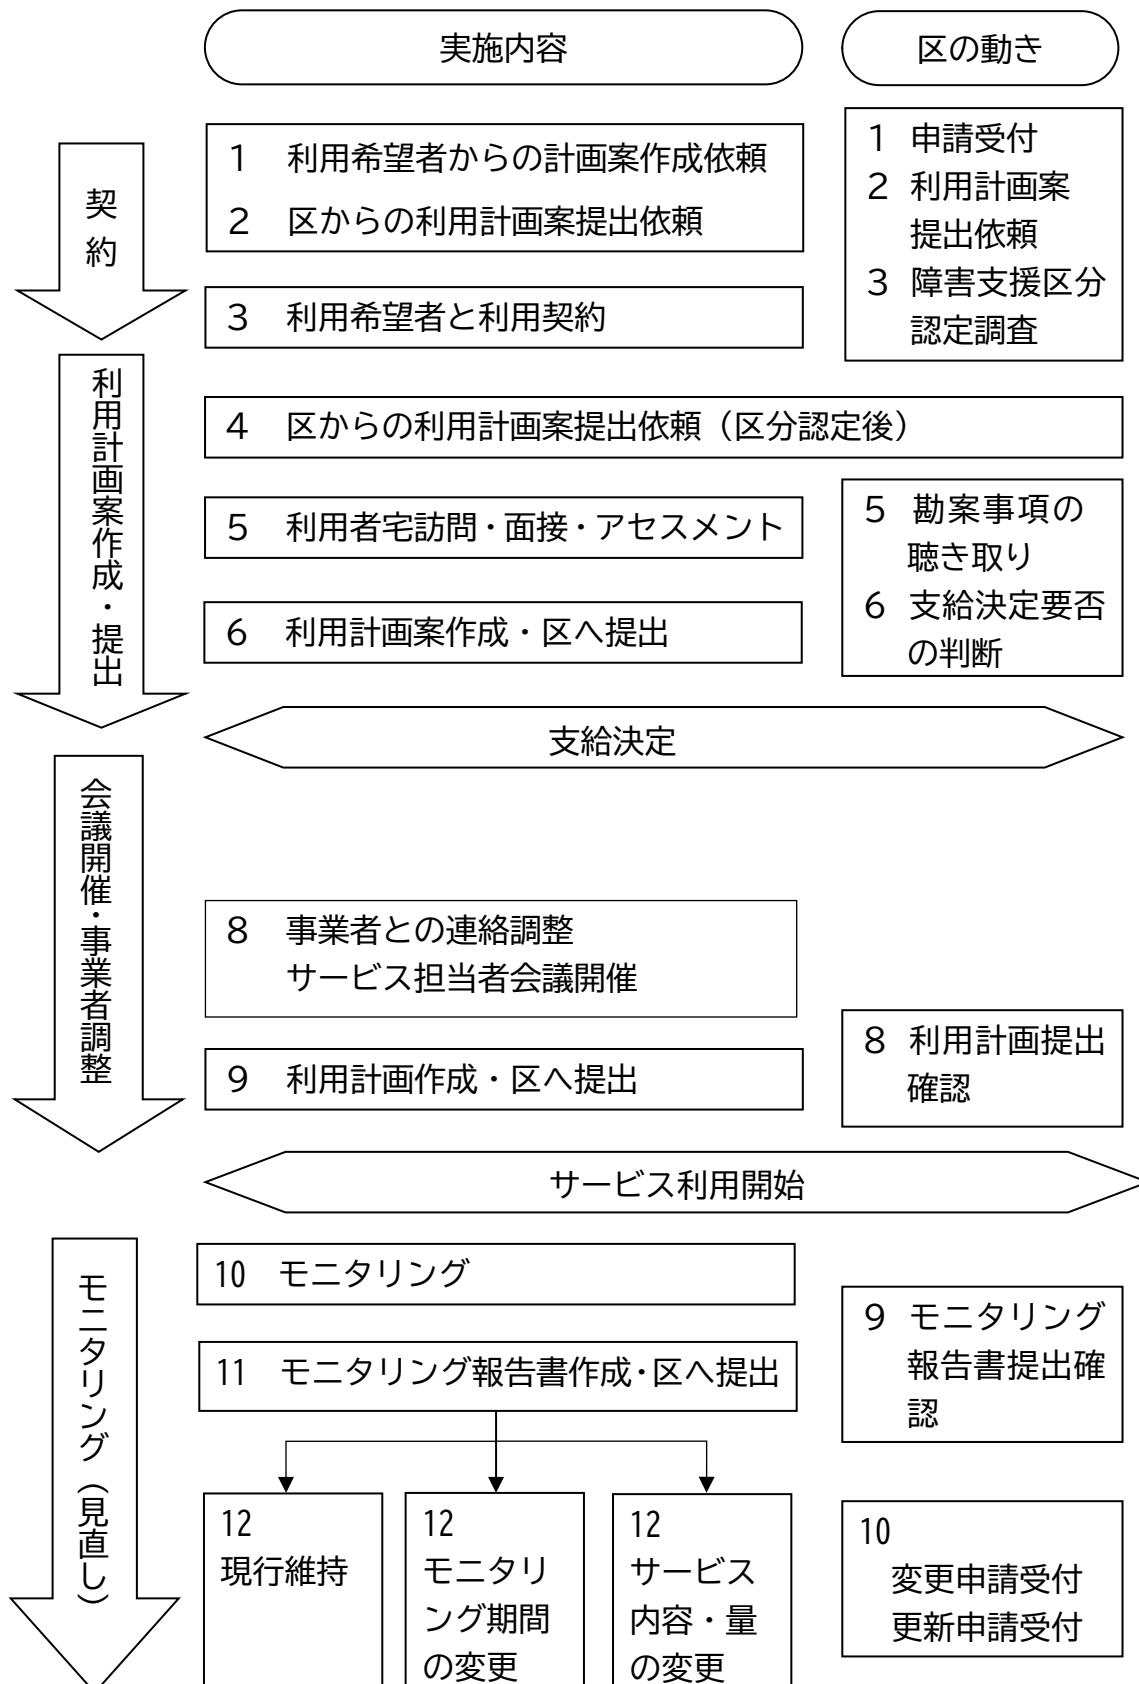 実施内容
区の動き
契約
1 利用希望者からの計画案作成依頼
2 区からの利用計画案提出依頼
3 利用希望者と利用契約
1 申請受付
2 利用計画案
提出依頼
3 障害支援区分
認定調査
利用計画案作成・提出
4 区からの利用計画案提出依頼（区分認定後）
5 利用者宅訪問・面接・アセスメント
6 利用計画案作成・区へ提出
5 勘案事項の
聴き取り
6 支給決定要否
の判断
支給決定
会議開催・事業者調整
8 事業者との連絡調整
サービス担当者会議開催
9 利用計画作成・区へ提出
8 利用計画提出
確認
サービス利用開始
モニタリング（見直し）
10 モニタリング
11 モニタリング報告書作成・区へ提出
9 モニタリング
報告書提出確
認
12
現行維持
12
モニタリ
ング期間
の変更
12
サービス
内容・量
の変更
10
変更申請受付
更新申請受付